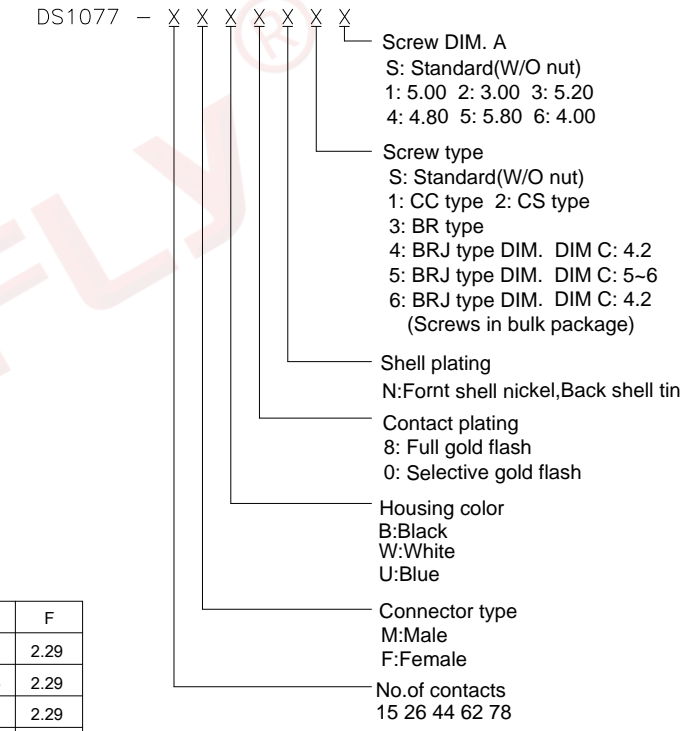 DS1077 - X X X X X X X
Screw DIM. A
S: Standard(W/O nut)
1: 5.00 2: 3.00 3: 5.20
4: 4.80 5: 5.80 6: 4.00
Screw type
S: Standard(W/O nut)
1: CC type 2: CS type
3: BR type
4: BRJ type DIM. DIM C: 4.2
5: BRJ type DIM. DIM C: 5~6
6: BRJ type DIM. DIM C: 4.2
(Screws in bulk package)
Shell plating
N:Fornt shell nickel,Back shell tin
Contact plating
8: Full gold flash
0: Selective gold flash
Housing color
B:Black
W:White
U:Blue
Connector type
M:Male
F:Female
No.of contacts
15 26 44 62 78
F
2.29
2.29
2.29
FLY®